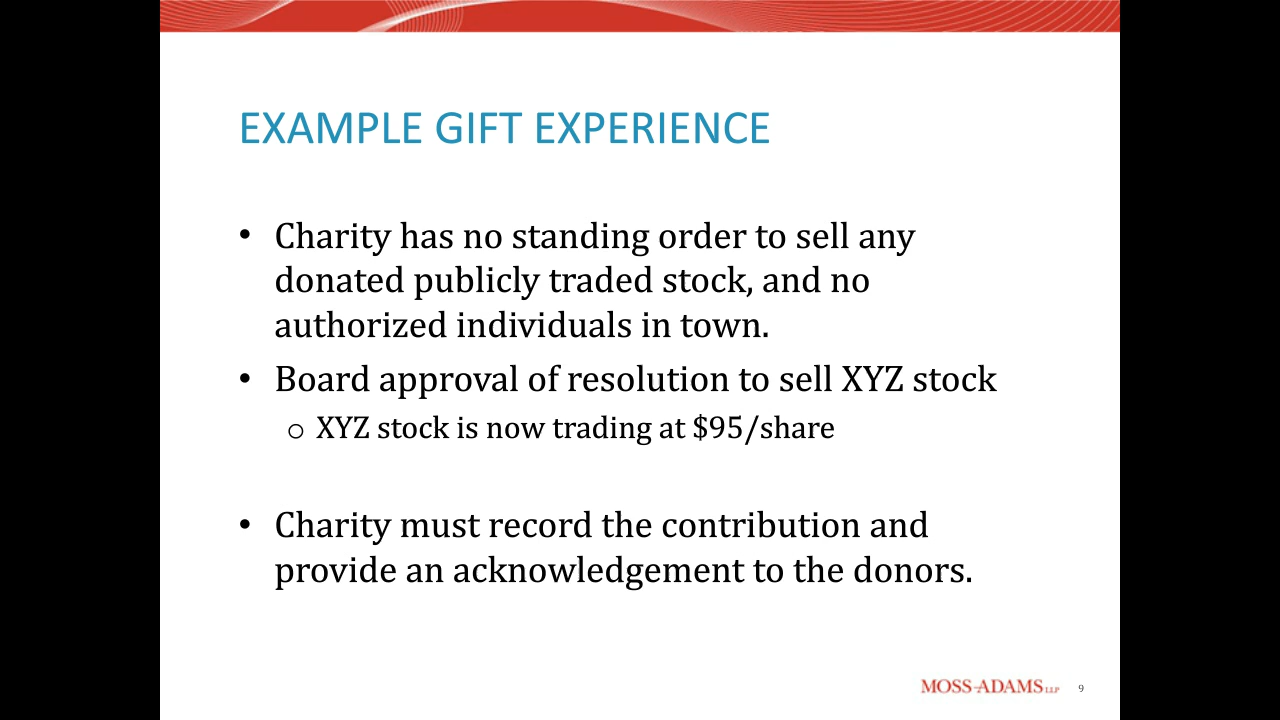 EXAMPLE GIFT EXPERIENCE
• Charity has no standing order to sell any
donated publicly traded stock, and no
authorized individuals in town.
• Board approval of resolution to sell XYZ stock
o XYZ stock is now trading at $95/share
• Charity must record the contribution and
provide an acknowledgement to the donors.
MOSS-ADAMS LLP 9